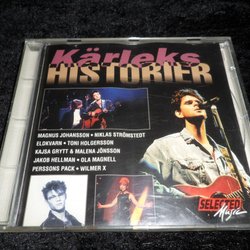 Kärleks
HISTORIER
MAGNUS JOHANSSON • NIKLAS STRÖMSTEDT
ELDKVARN • TONI HOLGERSSON
KAJSA GRYTT & MALENA JÖNSSON
JAKOB HELLMAN • OLA MAGNELL
PERSSONS PACK • WILMER X
SELECTED
Music